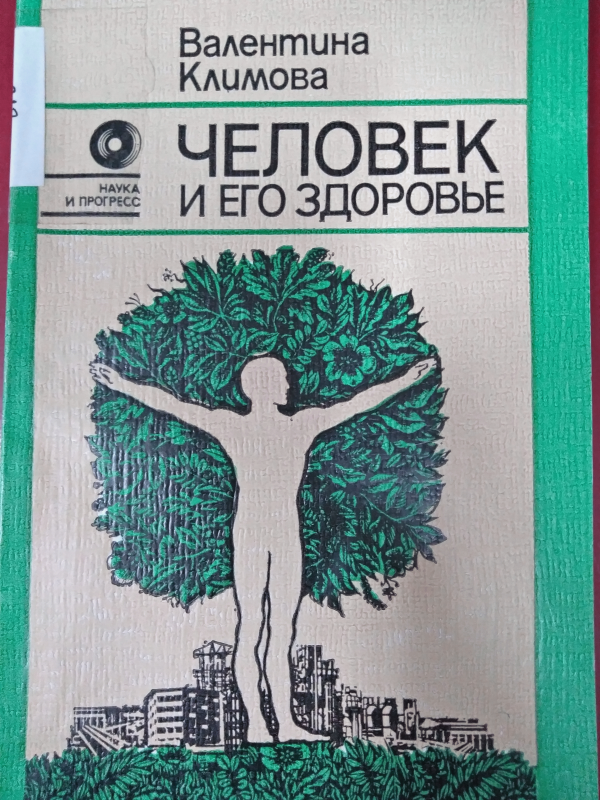 Валентина
Климова
НАУКА
И ПРОГРЕСС
ЧЕЛОВЕК
И ЕГО ЗДОРОВЬЕ